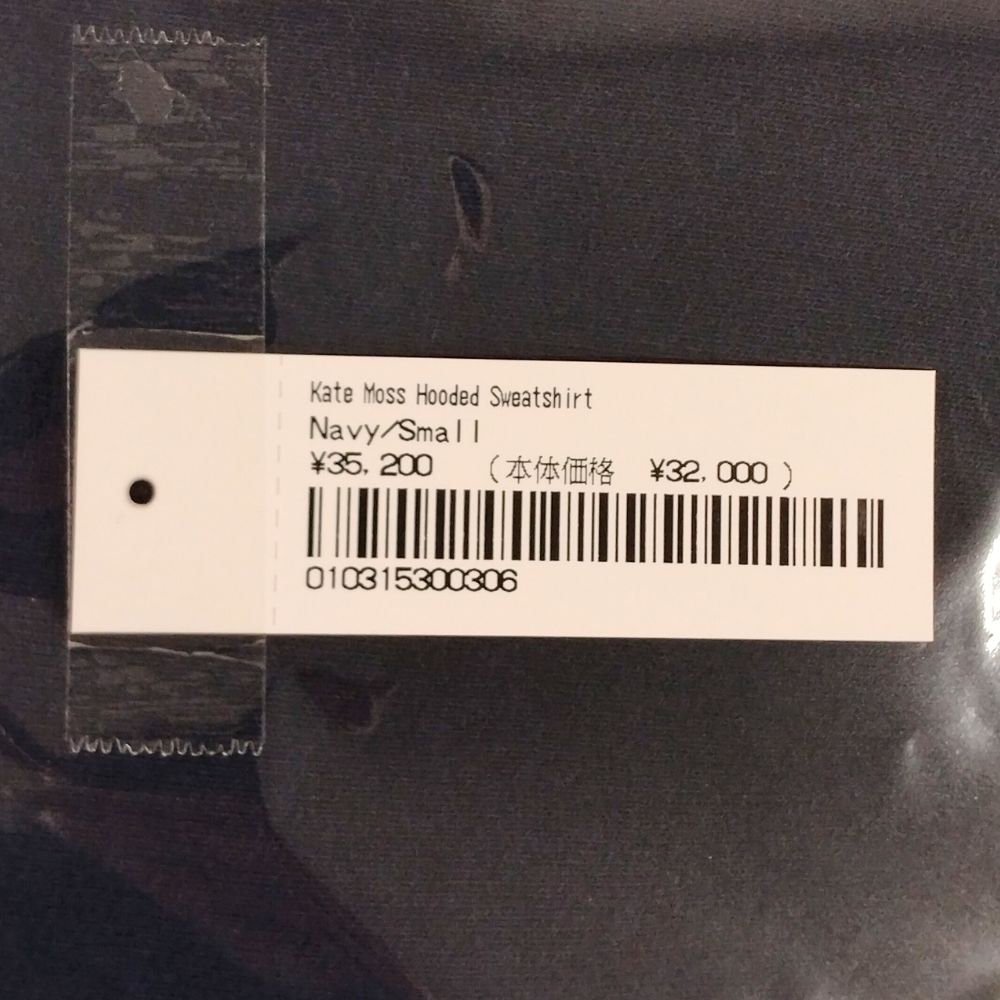 Kate Moss Hooded Sweatshirt
Navy/Small
¥35,200 (本体価格 ¥32,000)
010315300306